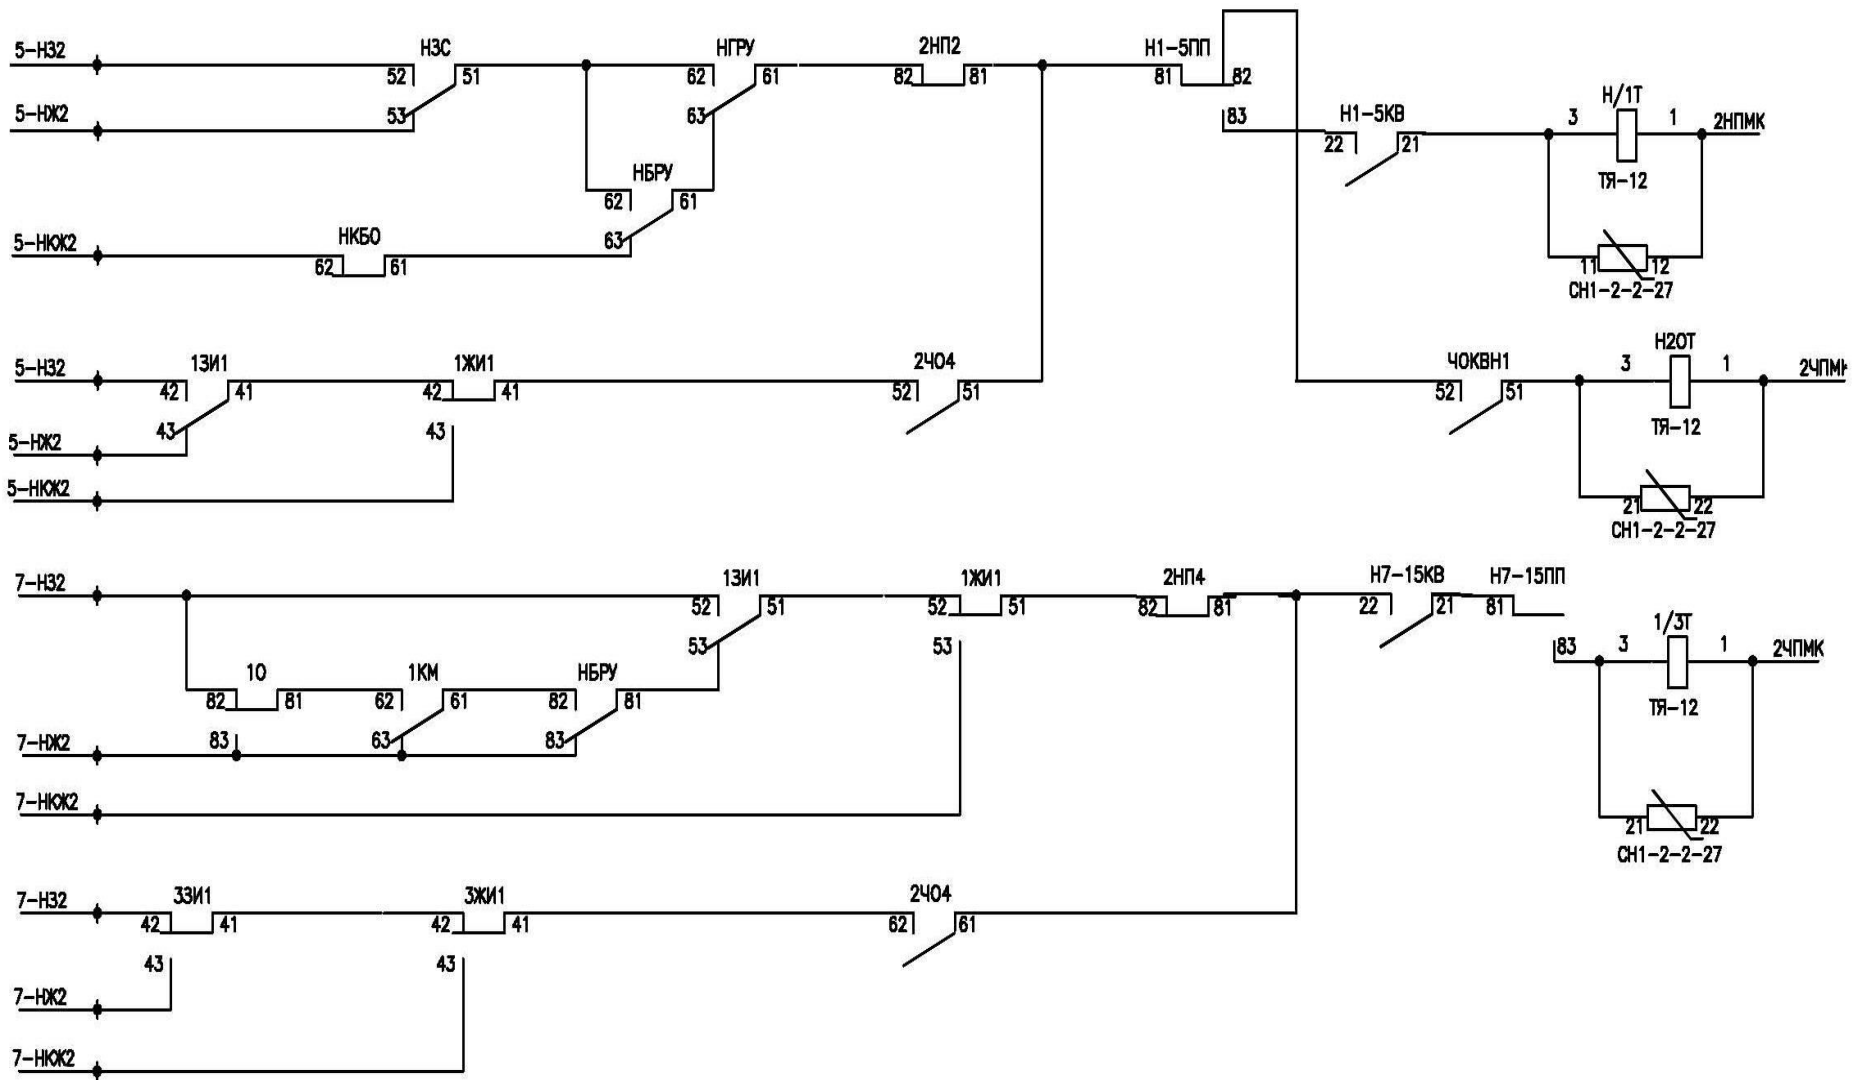 5-НЗ2 НЗС НГРУ 2НП2 Н1-5ПП
52 51 62 61 82 81 81 82
5-НЖ2 53 63 83 Н1-5КВ Н/1Т
22 21 3 1 2НПМК
ТЯ-12
НБРУ
62 61
5-НКЖ2 НКБО 63
62 61 11 12
СН1-2-2-27
5-НЗ2 1ЗИ1 1ЖИ1 2ЧО4 ЧОКВН1 Н2ОТ
42 41 42 41 52 51 52 51 3 1 2ЧПМК
43 43 ТЯ-12
5-НЖ2
5-НКЖ2 21 22
СН1-2-2-27
7-НЗ2 1ЗИ1 1ЖИ1 2НП4 Н7-15КВ Н7-15ПП
52 51 52 51 82 81 22 21 81
53 53 83 1/3Т
3 1 2ЧПМК
ТЯ-12
1О 1КМ НБРУ
82 81 62 61 82 81
7-НЖ2 83 63 83
7-НКЖ2 21 22
СН1-2-2-27
7-НЗ2 3ЗИ1 3ЖИ1 2ЧО4
42 41 42 41 62 61
43 43
7-НЖ2
7-НКЖ2